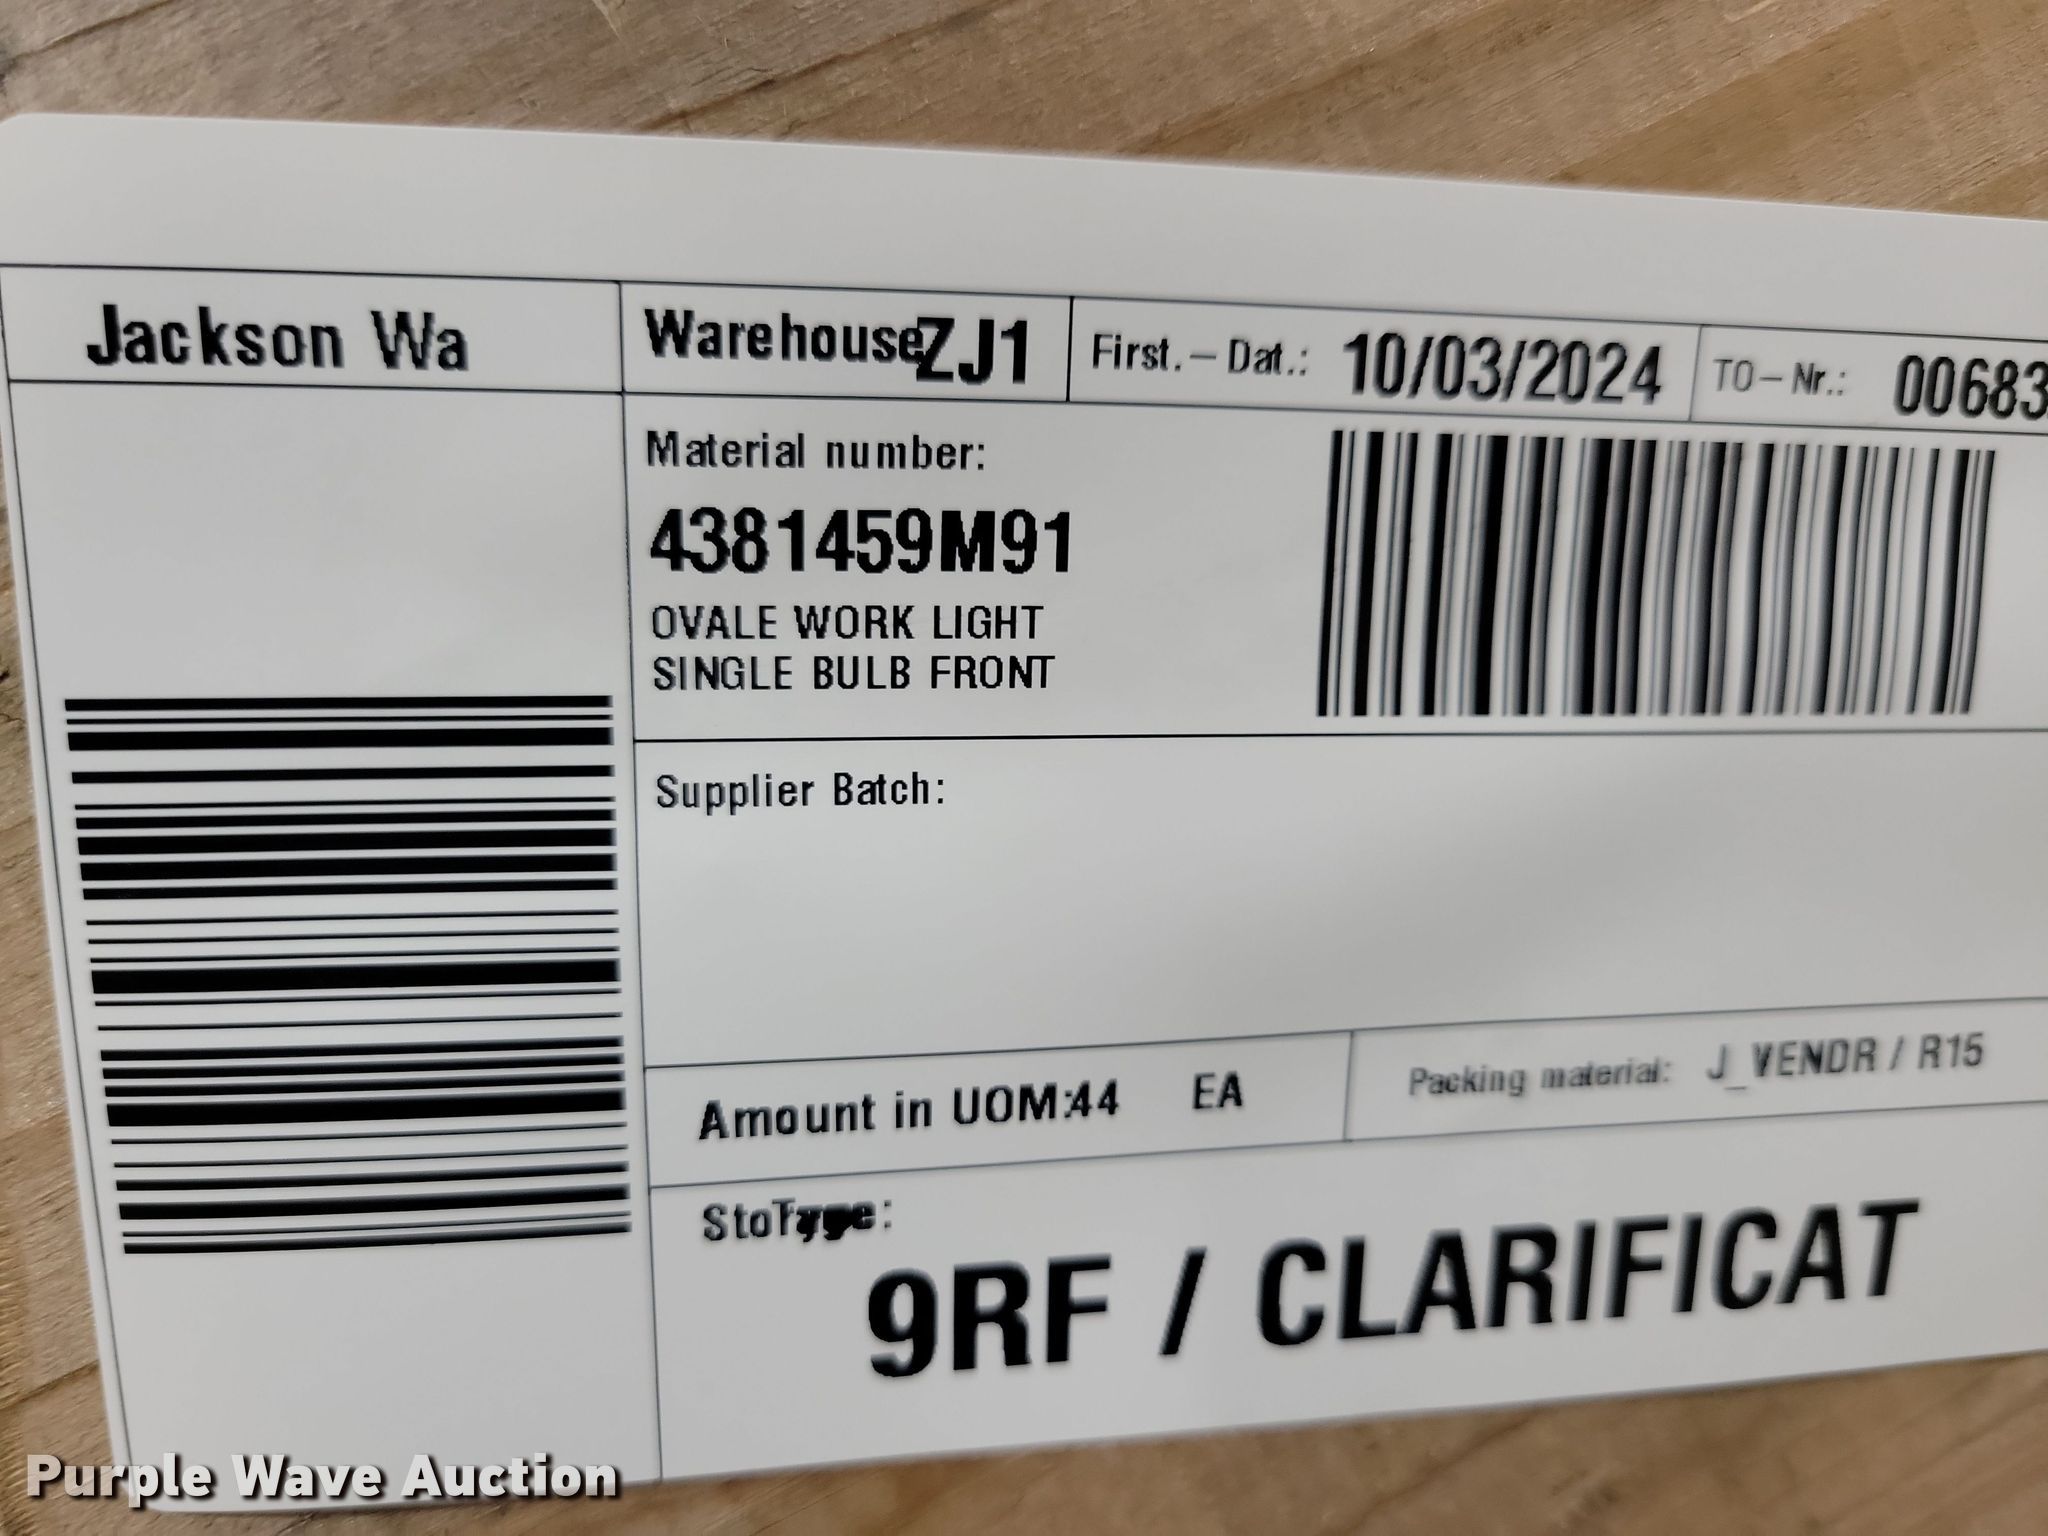 Jackson Wa
WarehouseZJ1
First.-Dat.: 10/03/2024
TO-Nr.: 00683
Material number:
4381459M91
OVALE WORK LIGHT
SINGLE BULB FRONT
Supplier Batch:
Amount in UOM:44 EA
Packing material: J_VENDR / R15
9RF / CLARIFICAT
Purple Wave Auction